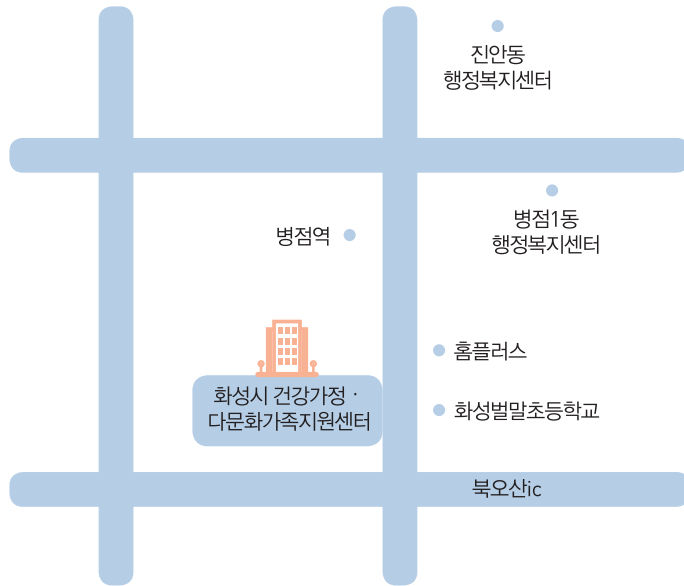 진안동
행정복지센터
병점1동
행정복지센터
병점역
홈플러스
화성시 건강가정 ·
다문화가족지원센터
화성벌말초등학교
북오산ic